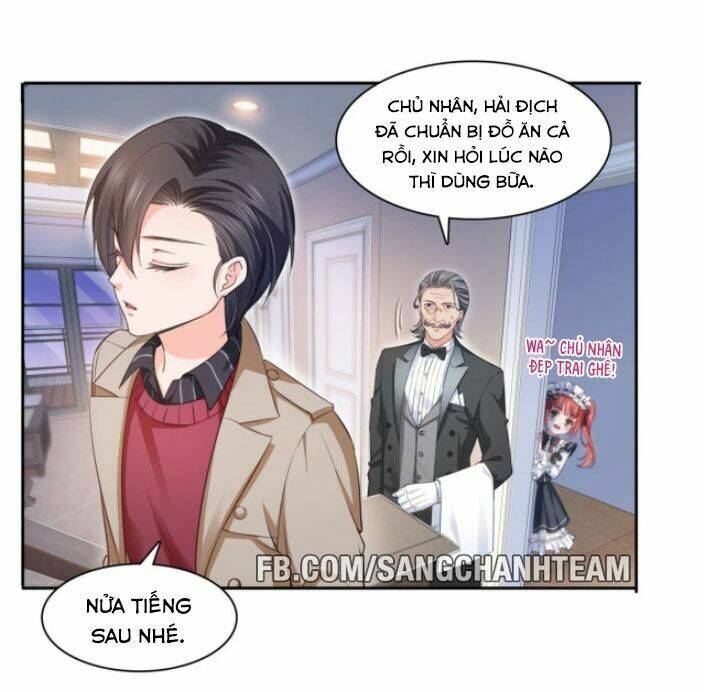 CHỦ NHÂN, HẢI ĐỊCH
ĐÃ CHUẨN BỊ ĐỒ ĂN CẢ
RỒI, XIN HỎI LÚC NÀO
THÌ DÙNG BỮA.
WA~ CHỦ NHÂN
ĐẸP TRAI GHÊ!
FB.COM/SANGCHANHTEAM
NỬA TIẾNG
SAU NHÉ.